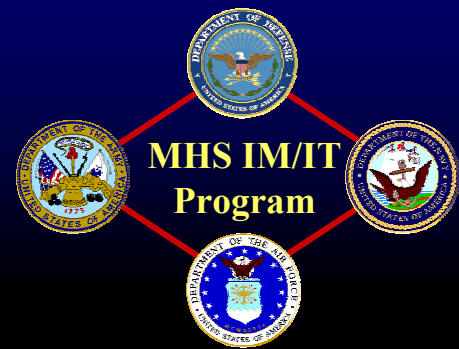 DEPARTMENT OF DEFENSE
UNITED STATES OF AMERICA
MHS IM/IT
Program
DEPARTMENT OF THE ARMY
1775
UNITED STATES OF AMERICA
DEPARTMENT OF THE NAVY
UNITED STATES OF AMERICA
DEPARTMENT OF THE AIR FORCE
UNITED STATES OF AMERICA